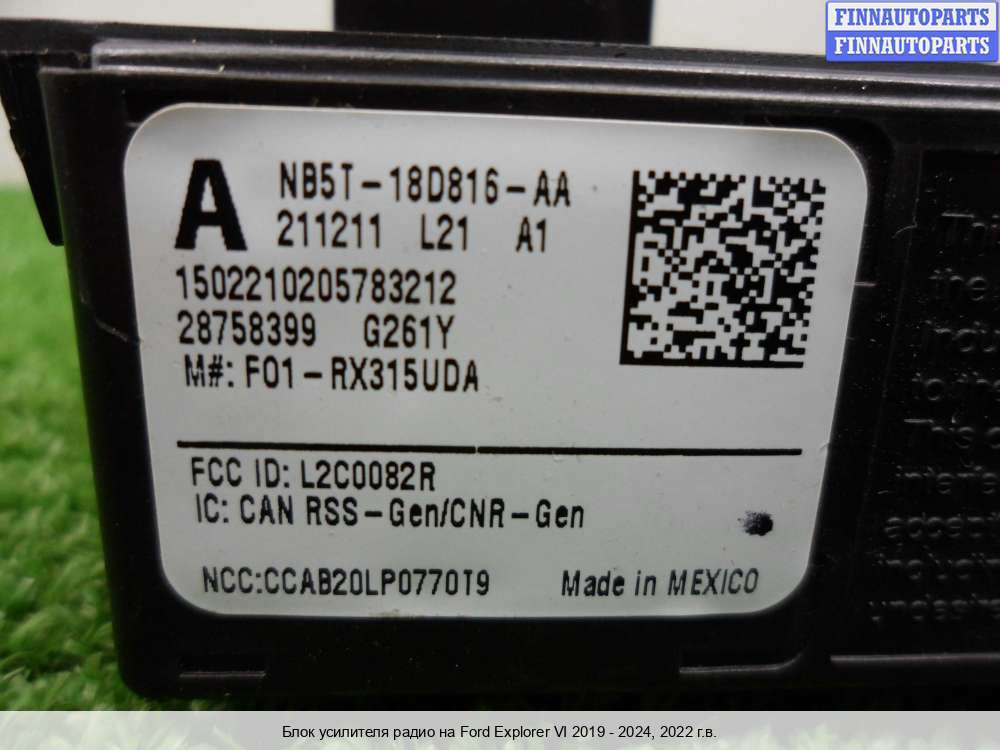 FINNAUTOPARTS
FINNAUTOPARTS
A
NB5T-18D816-AA
211211 L21 A1
1502210205783212
28758399 G261Y
M#: F01-RX315UDA
FCC ID: L2C0082R
IC: CAN RSS-Gen/CNR-Gen
NCC:CCAB20LP0770T9
Made in MEXICO
Блок усилителя радио на Ford Explorer VI 2019 - 2024, 2022 г.в.